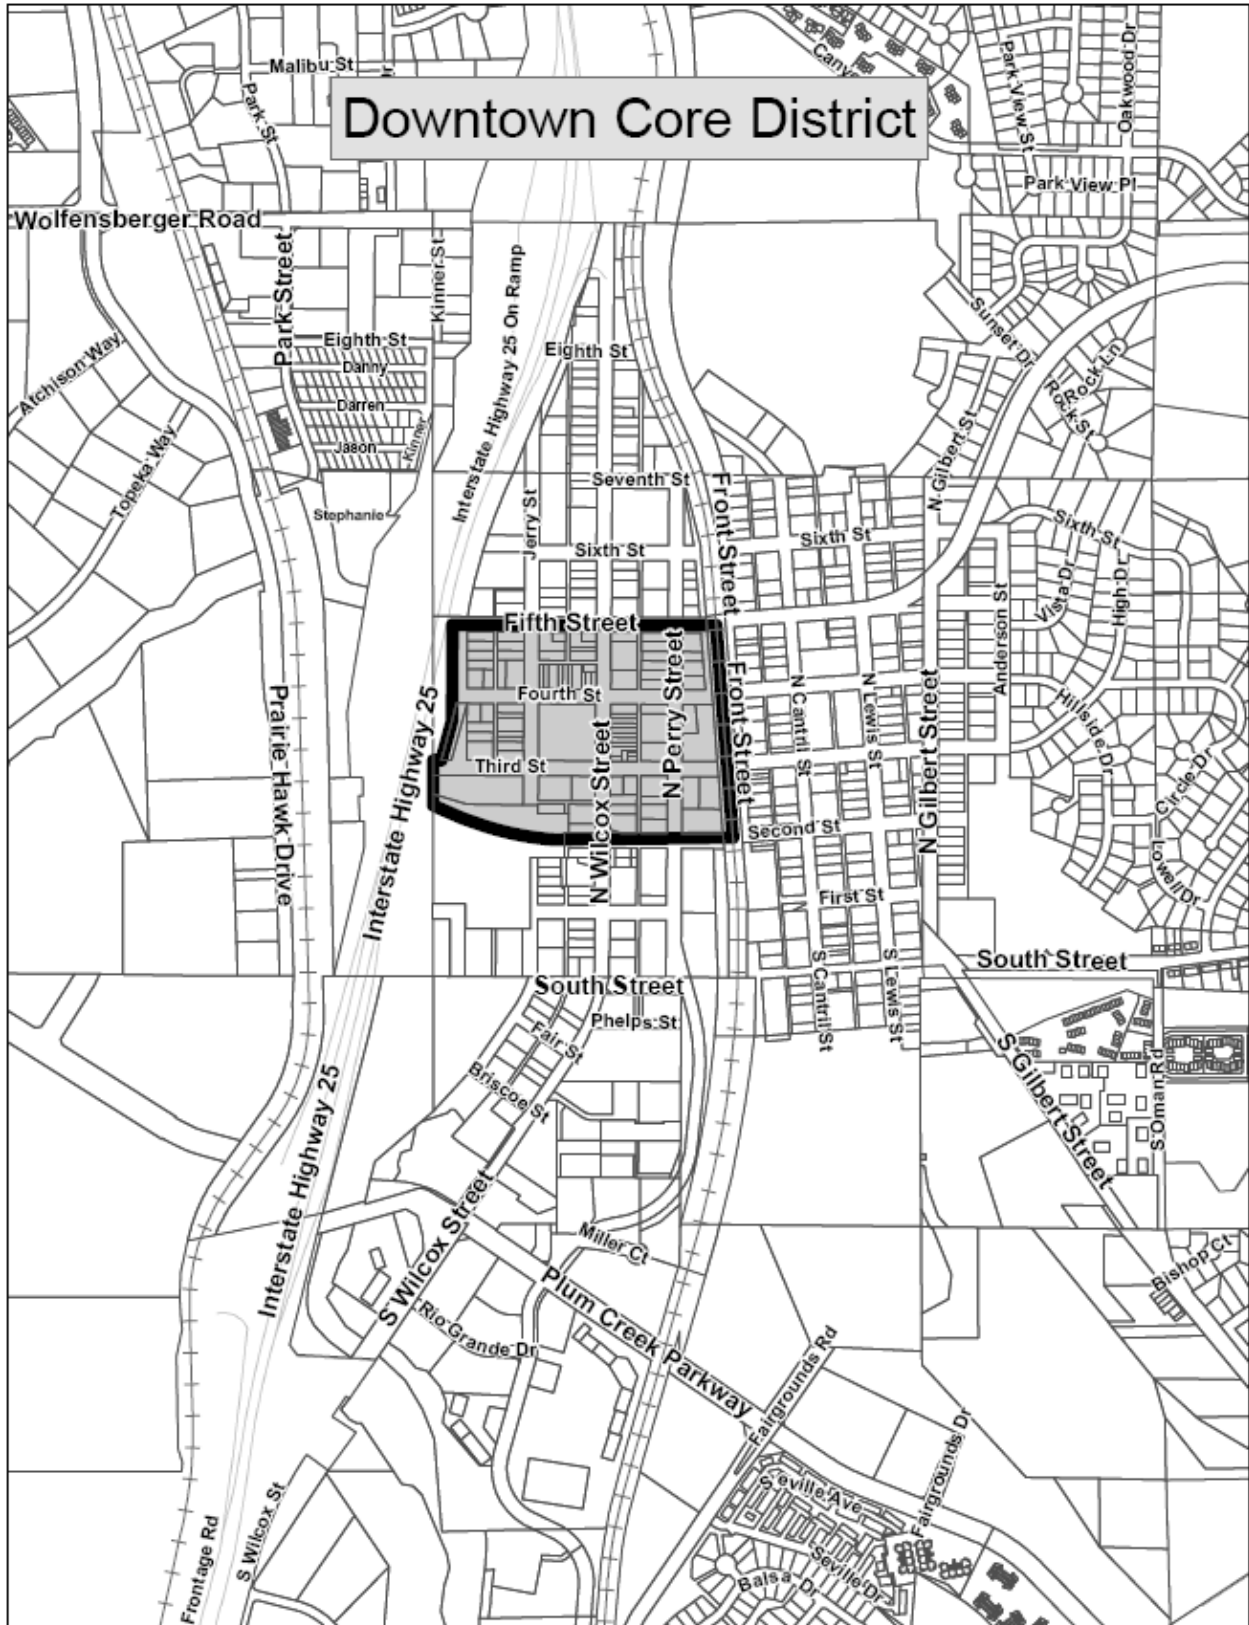 Malibu St
Dr
Park St
Downtown Core District
Park View St
Oakwood Dr
Park View Pl
Wolfensberger Road
Kinner St
Park Street
Interstate Highway 25 On Ramp
Sunset Dr
Eighth St
Danny
Darren
Jason
Kinner
Eighth St
Atchison Way
Topeka Way
Rock Ln
Rock St
N Gilbert St
Seventh St
Front Street
Stephanie
Jerry St
Sixth St
Sixth St
Sixth St
Vista Dr
High Dr
Anderson St
Fifth Street
N Perry Street
Fourth St
Front Street
N Cantril St
N Lewis St
N Gilbert Street
Hillside Dr
Circle Dr
Prairie Hawk Drive
Interstate Highway 25
Third St
N Wilcox Street
Second St
Lowell Dr
First St
South Street
South Street
S Cantril St
S Lewis St
Phelps St
Fair St
Briscoe St
S Gilbert Street
S Oman Rd
Interstate Highway 25
S Wilcox Street
Miller Ct
Bishop Ct
Plum Creek Parkway
Rio Grande Dr
Fairgrounds Rd
Fairgrounds Dr
Seville Ave
Seville Dr
Balsa Dr
S Wilcox St
Frontage Rd